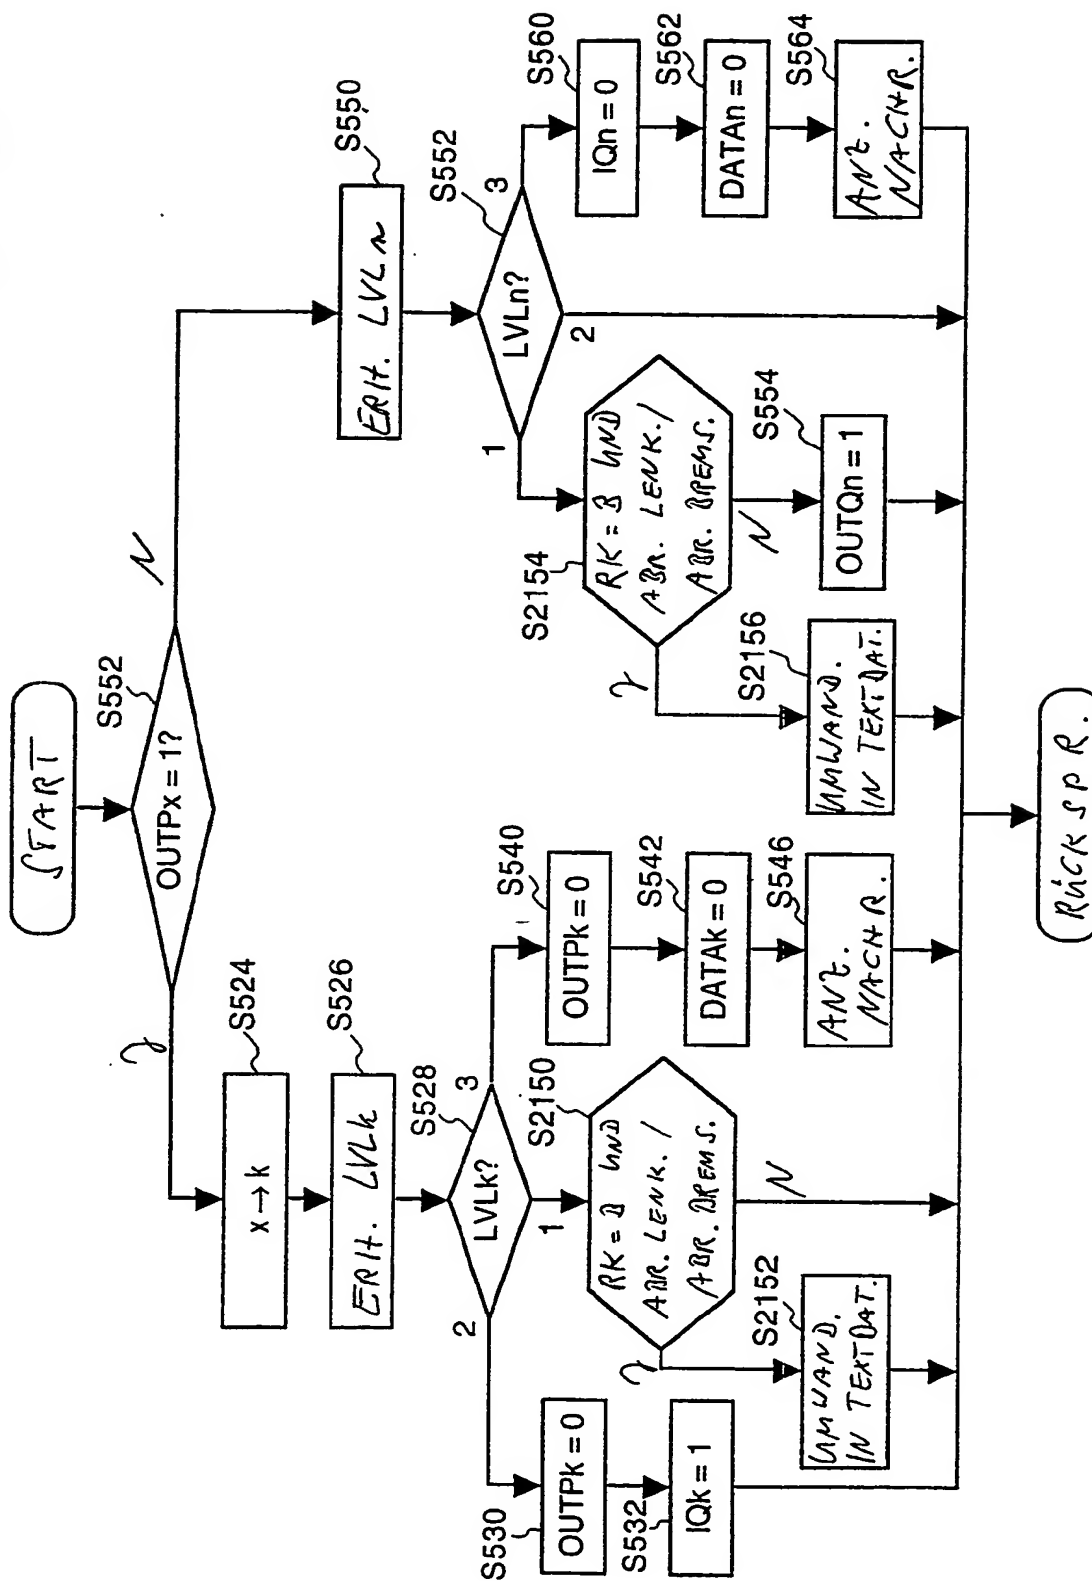 START
S552
OUTPx = 1?
J
N
S524
x → k
S526
ERH. LVLk
S528
LVLk?
2
1
3
S530
OUTPk = 0
S532
IQk = 1
S2150
RK = B UND
ABR. LENK. /
ABR. BREMS.
J
N
S2152
UMWAND.
IN TEXTDAT.
S540
OUTPk = 0
S542
DATAk = 0
S546
ANZ.
NACHR.
S550
ERH. LVLn
S552
LVLn?
1
2
3
S2154
RK = B UND
ABR. LENK. /
ABR. BREMS.
J
N
S2156
UMWAND.
IN TEXTDAT.
S554
OUTQn = 1
S560
IQn = 0
S562
DATAn = 0
S564
ANZ.
NACHR.
RÜCKSPR.